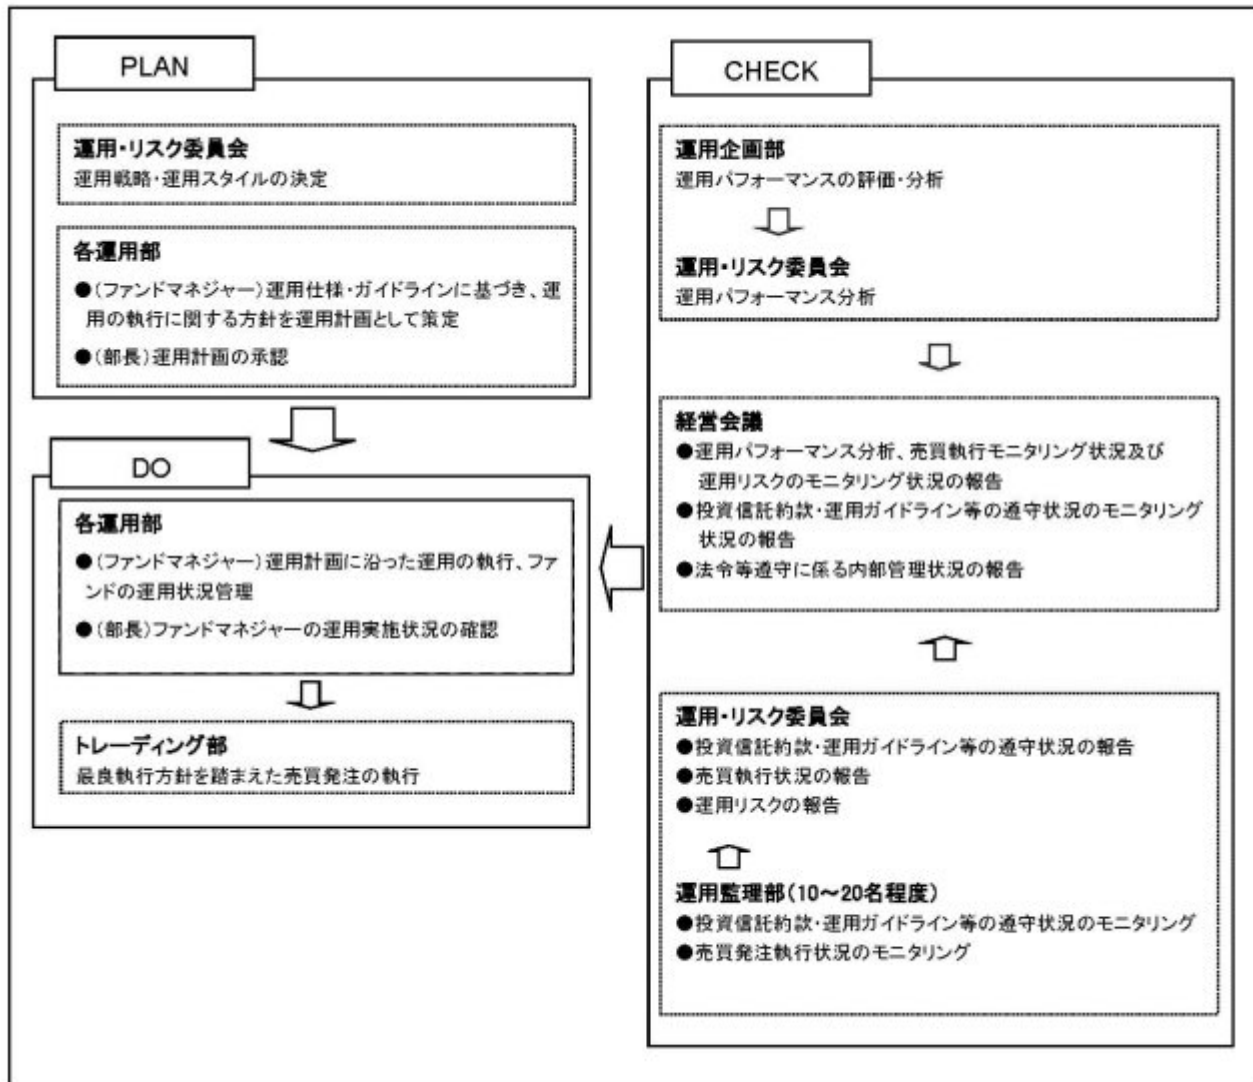 PLAN
運用・リスク委員会
運用戦略・運用スタイルの決定
各運用部
●(ファンドマネジャー)運用仕様・ガイドラインに基づき、運
用の執行に関する方針を運用計画として策定
●(部長)運用計画の承認
DO
各運用部
●(ファンドマネジャー)運用計画に沿った運用の執行、ファ
ンドの運用状況管理
●(部長)ファンドマネジャーの運用実施状況の確認
トレーディング部
最良執行方針を踏まえた売買発注の執行
CHECK
運用企画部
運用パフォーマンスの評価・分析
運用・リスク委員会
運用パフォーマンス分析
経営会議
●運用パフォーマンス分析、売買執行モニタリング状況及び
運用リスクのモニタリング状況の報告
●投資信託約款・運用ガイドライン等の遵守状況のモニタリング
状況の報告
●法令等遵守に係る内部管理状況の報告
運用・リスク委員会
●投資信託約款・運用ガイドライン等の遵守状況の報告
●売買執行状況の報告
●運用リスクの報告
運用監理部(10～20名程度)
●投資信託約款・運用ガイドライン等の遵守状況のモニタリング
●売買発注執行状況のモニタリング